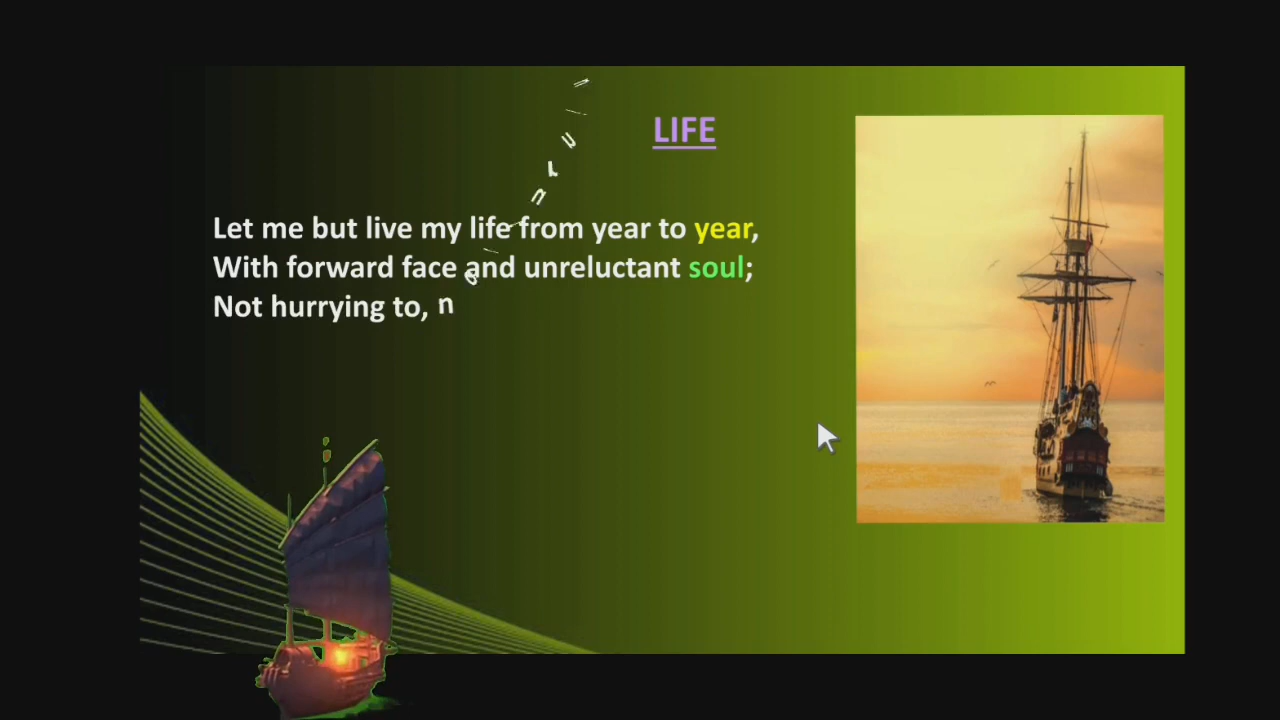 LIFE
Let me but live my life from year to year,
With forward face and unreluctant soul;
Not hurrying to, n